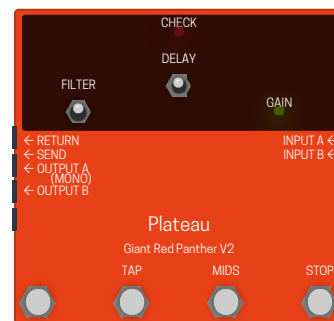 CHECK
DELAY
FILTER
GAIN
← RETURN
← SEND
← OUTPUT A
(MONO)
← OUTPUT B
INPUT A ←
INPUT B ←
Plateau
Giant Red Panther V2
TAP
MIDS
STOP